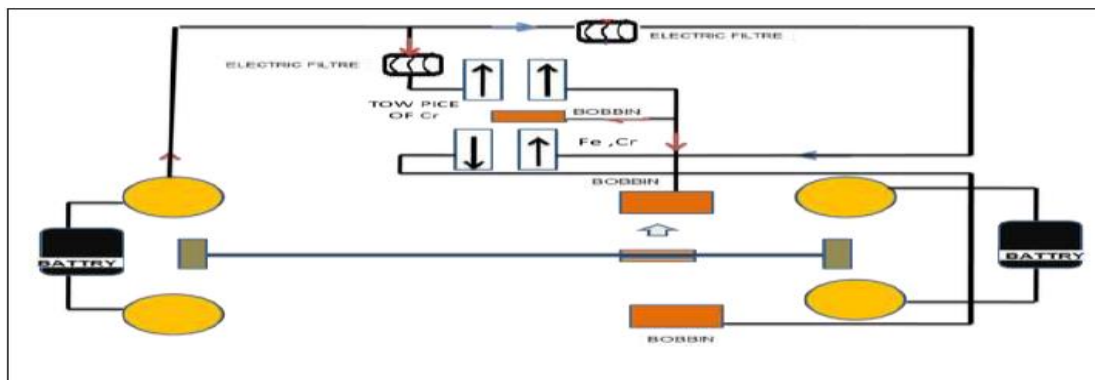 ELECTRIC FILTRE
ELECTRIC FILTRE
TOW PICE
OF Cr
BOBBIN
Fe ,Cr
BOBBIN
BATTRY
BATTRY
BOBBIN